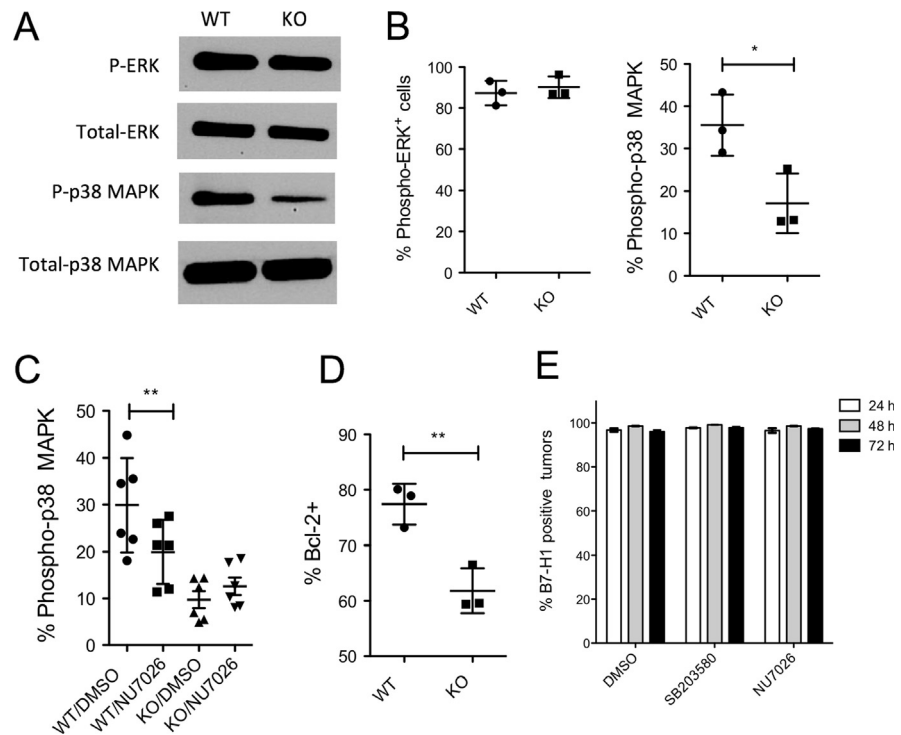 A
WT KO
P-ERK
Total-ERK
P-p38 MAPK
Total-p38 MAPK
B
% Phospho-ERK+ cells
100
80
60
40
20
0
WT
KO
% Phospho-p38 MAPK
50
40
30
20
10
0
*
WT
KO
C
% Phospho-p38 MAPK
50
40
30
20
10
0
**
WT/DMSO
WT/NU7026
KO/DMSO
KO/NU7026
D
% Bcl-2+
90
80
70
60
50
**
WT
KO
E
% B7-H1 positive tumors
100
80
60
40
20
0
DMSO
SB203580
NU7026
24 h
48 h
72 h